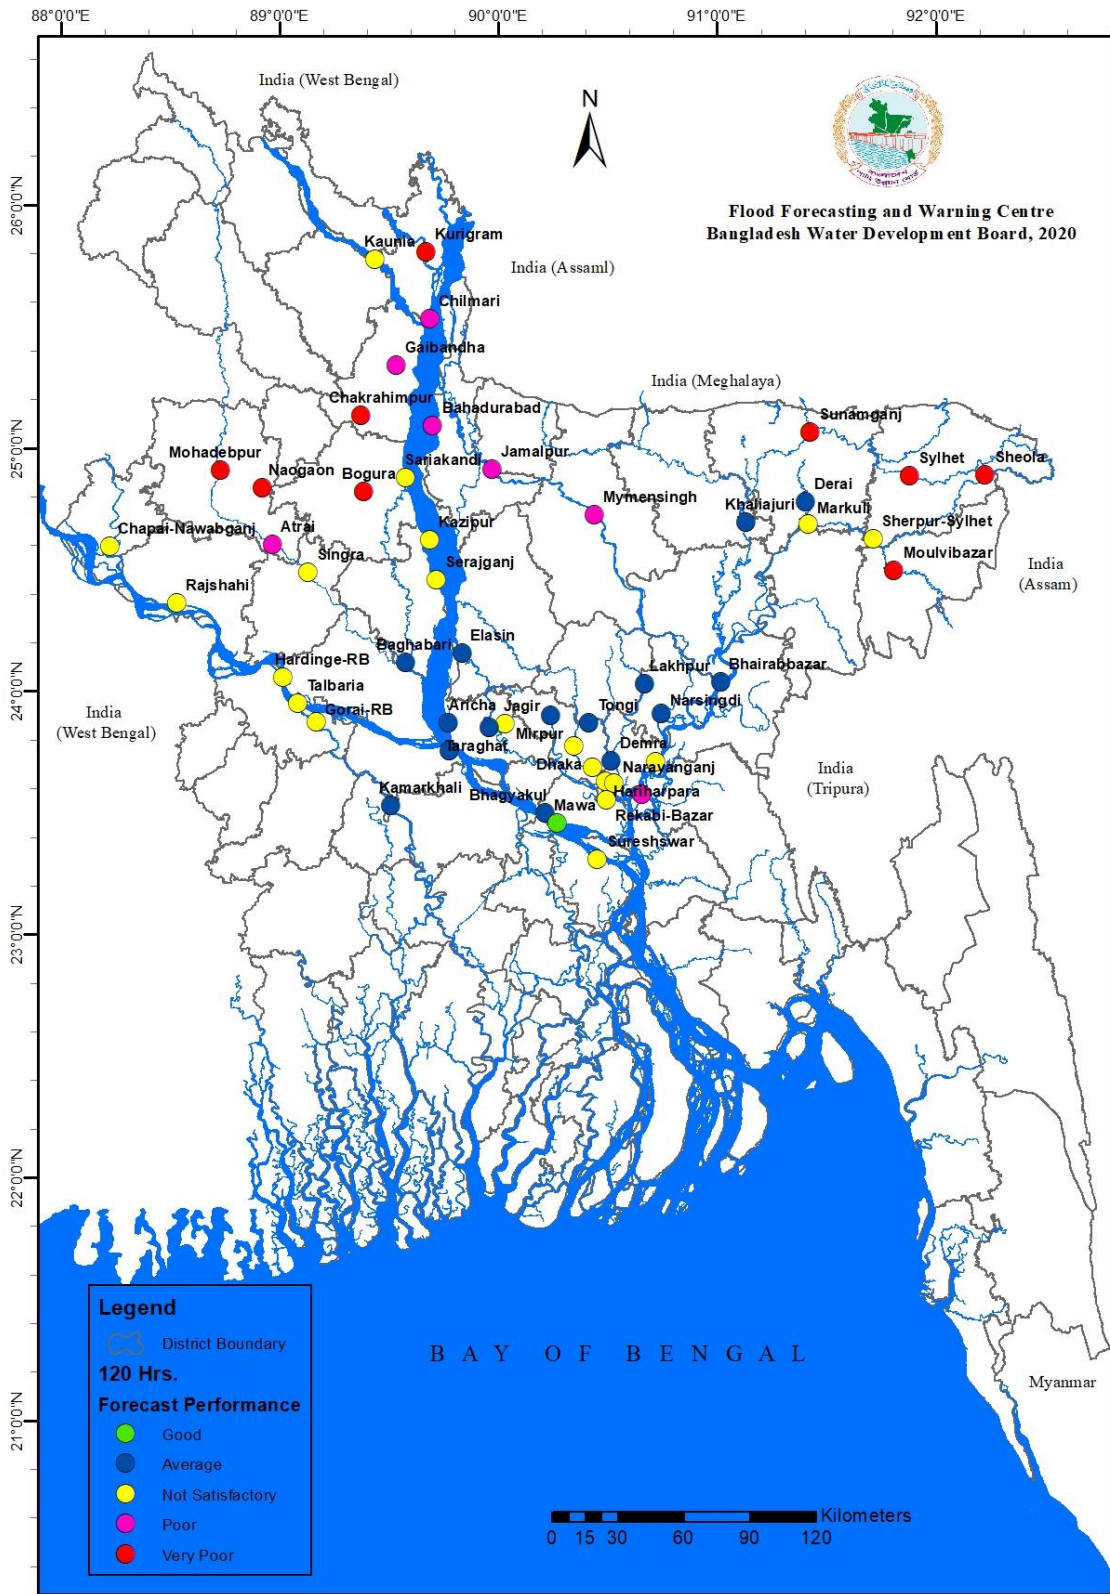 88°0'0"E
89°0'0"E
90°0'0"E
91°0'0"E
92°0'0"E
India (West Bengal)
N
Flood Forecasting and Warning Centre
Bangladesh Water Development Board, 2020
26°0'0"N
Kaunia
Kurigram
India (Assaml)
Chilmari
Gaibandha
India (Meghalaya)
Chakrahimpur
Bahadurabad
Sunamganj
25°0'0"N
Mohadebpur
Naogaon
Bogura
Sariakandi
Jamalpur
Sylhet
Sheola
Mymensingh
Khaliajuri
Derai
Markuli
Chapai-Nawabganj
Atrai
Kazipur
Sherpur-Sylhet
Singra
Serajganj
Moulvibazar
India
(Assam)
Rajshahi
Baghabari
Elasin
Hardinge-RB
Lakhpur
Bhairabbazar
24°0'0"N
Talbaria
Gorai-RB
Aricha
Jagir
Tongi
Narsingdi
India
(West Bengal)
Mirpur
Taraghat
Demra
Dhaka
Narayanganj
India
(Tripura)
Kamarkhali
Bhagyakul
Hariharpara
Mawa
Rekabi-Bazar
Sureshswar
23°0'0"N
22°0'0"N
Legend
District Boundary
120 Hrs.
Forecast Performance
Good
Average
Not Satisfactory
Poor
Very Poor
BAY OF BENGAL
Myanmar
21°0'0"N
Kilometers
0 15 30 60 90 120